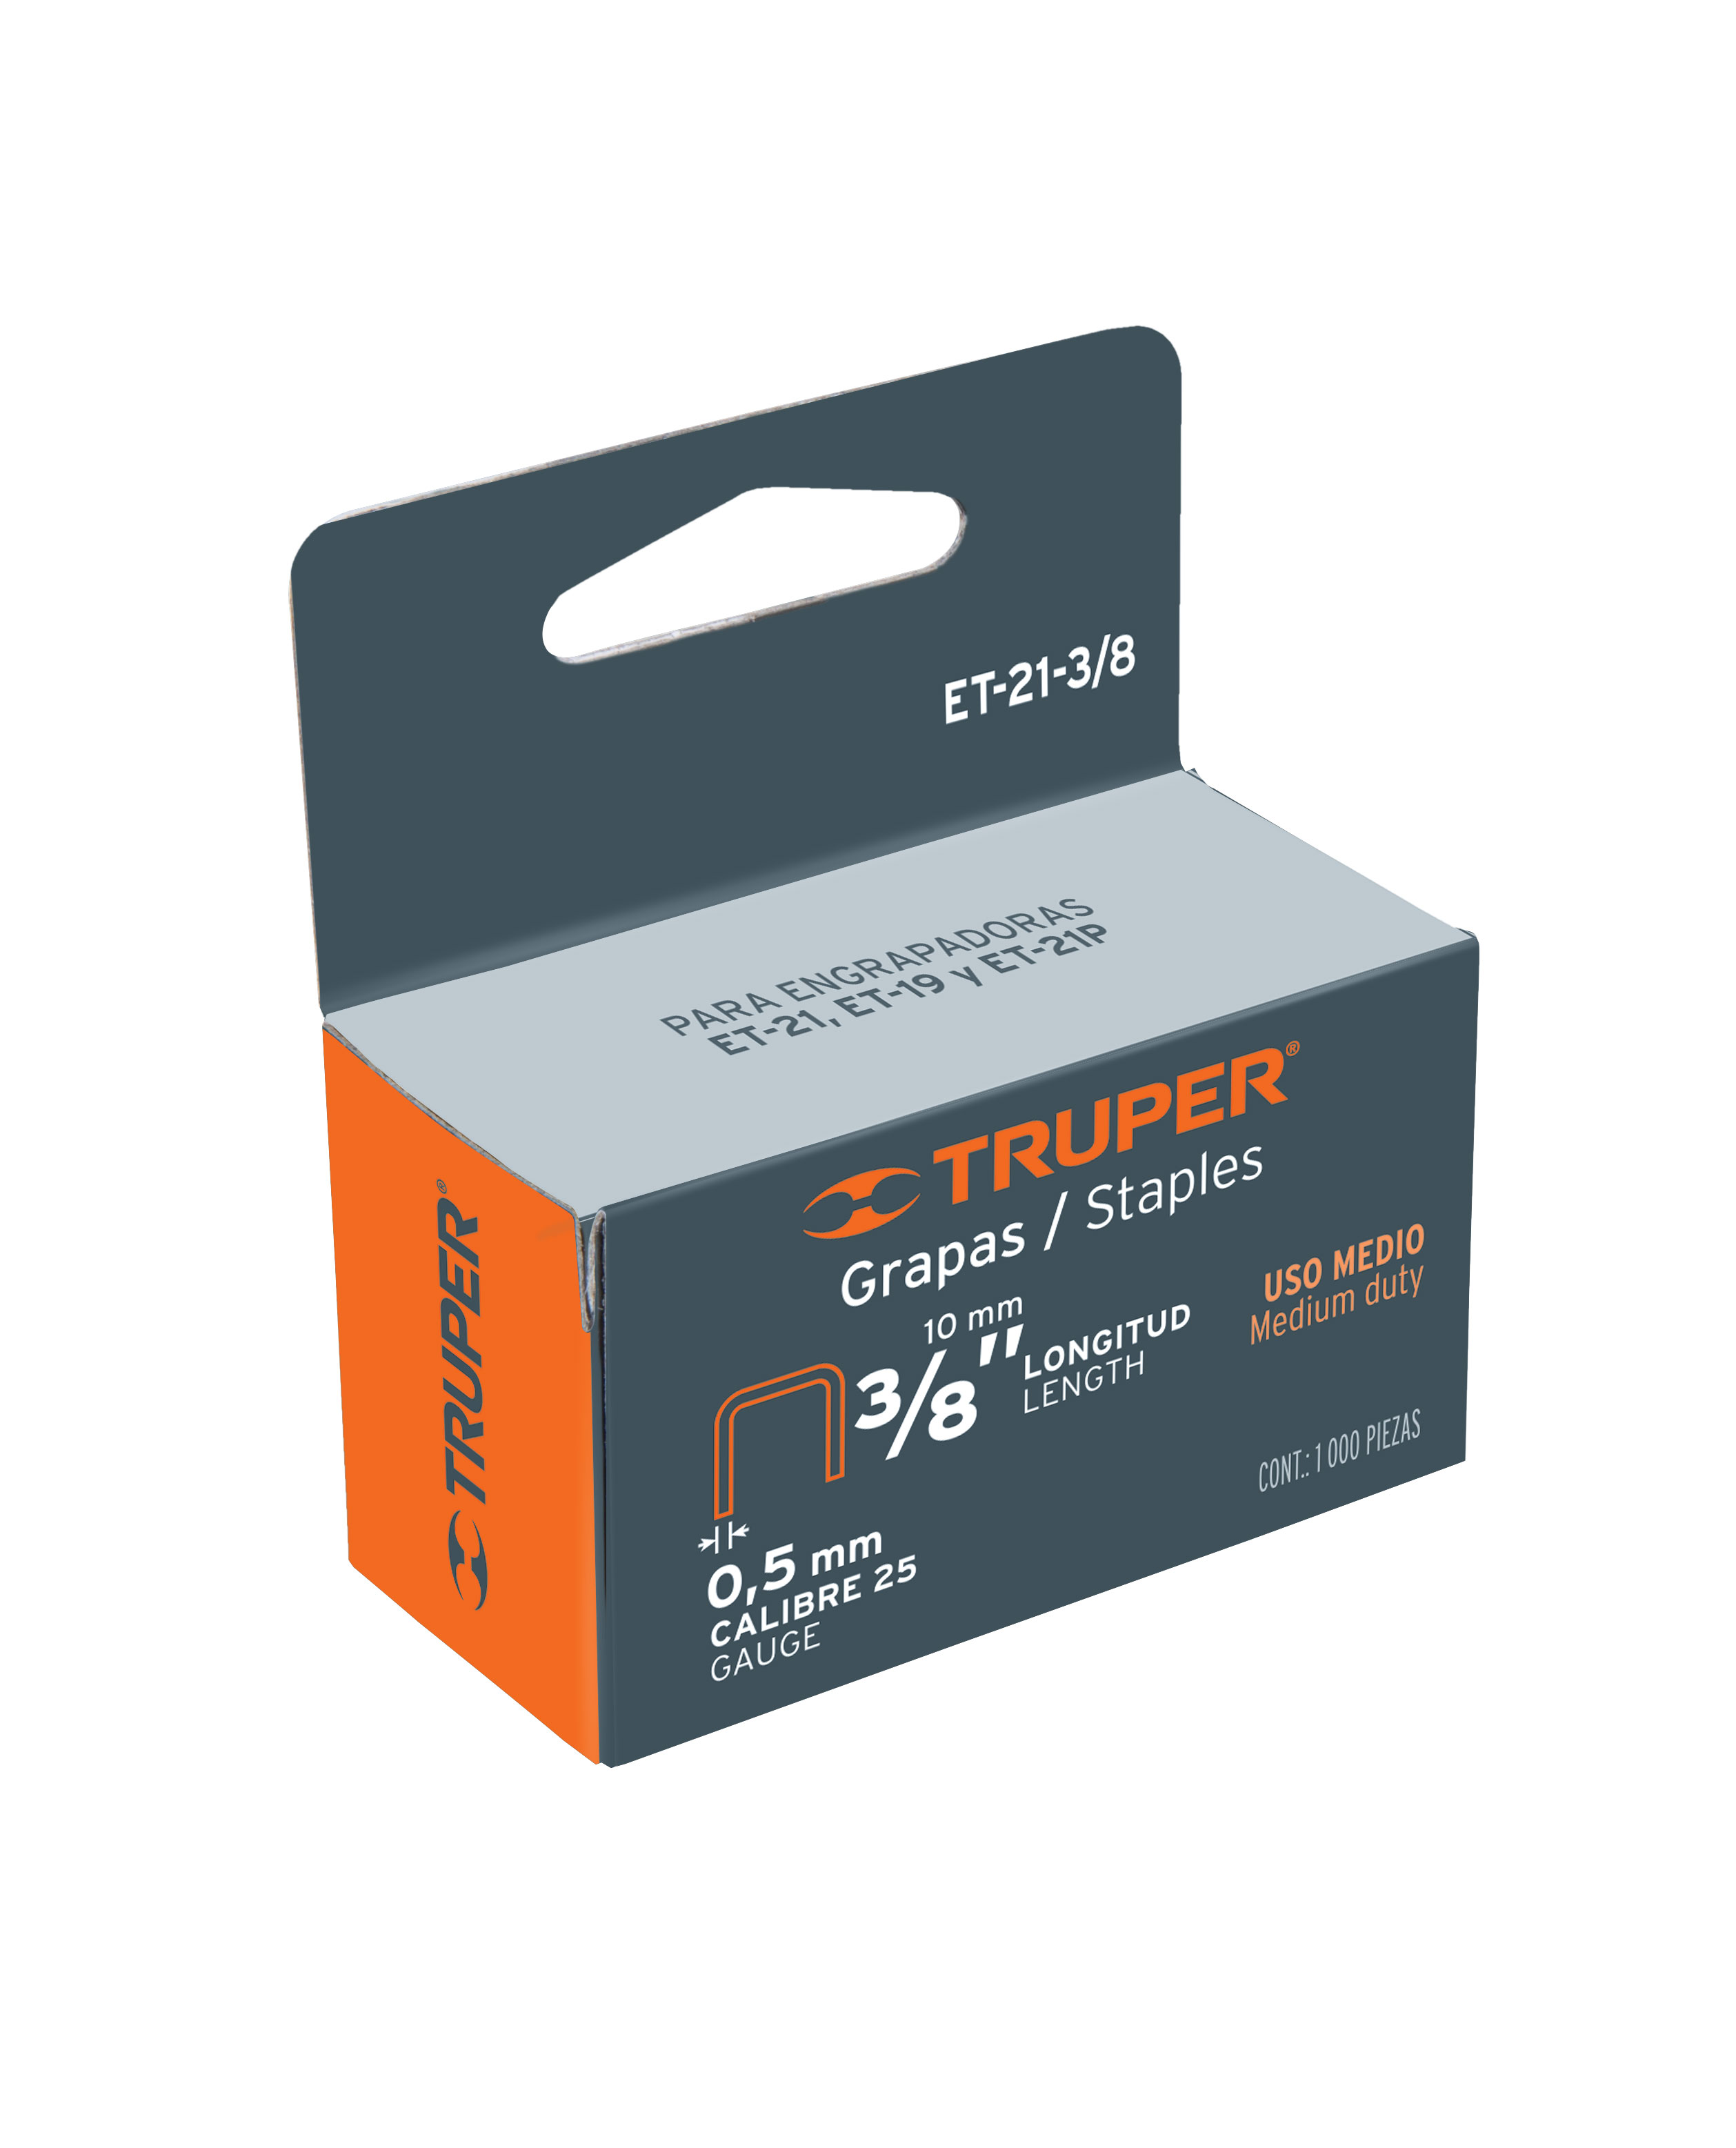 ET-21-3/8
PARA ENGRAPADORAS
ET-21, ET-19 Y ET-21P
TRUPER®
Grapas / Staples
USO MEDIO
Medium duty
10 mm
3/8" LONGITUD
LENGTH
CONT.: 1 000 PIEZAS
0,5 mm
CALIBRE 25
GAUGE
TRUPER®